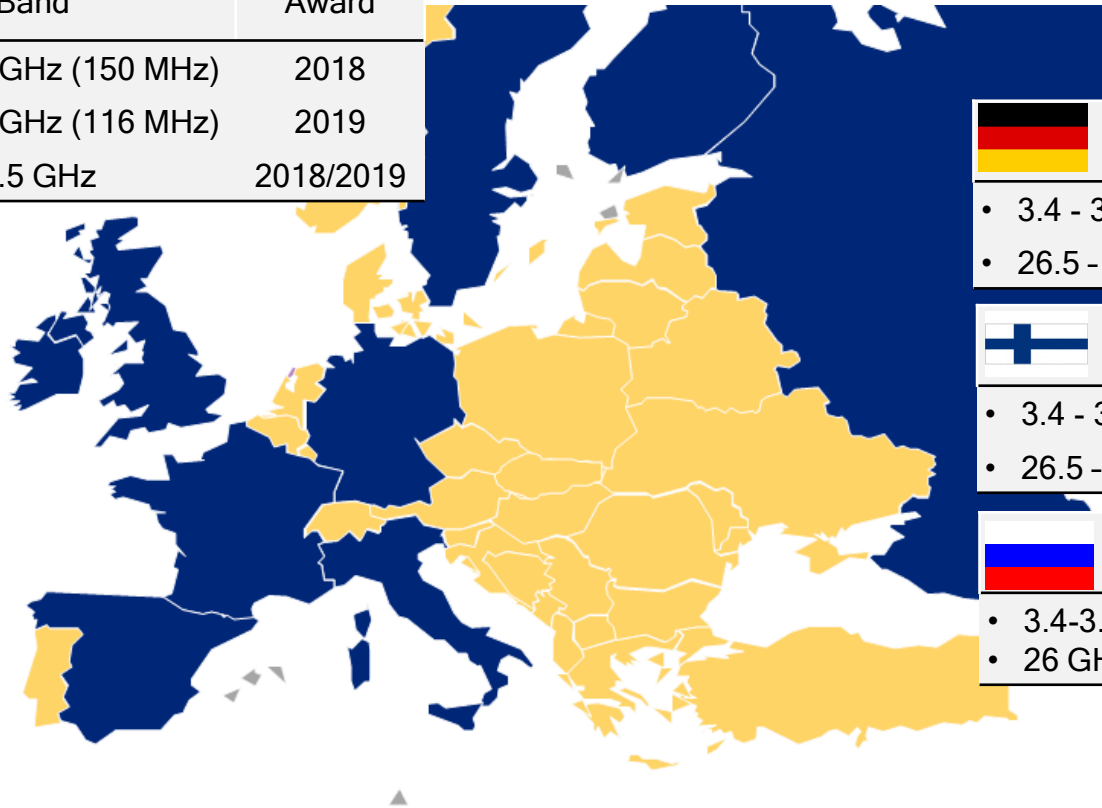 Band Award
GHz (150 MHz) 2018
GHz (116 MHz) 2019
.5 GHz 2018/2019
• 3.4 - 3
• 26.5 -
• 3.4 - 3
• 26.5 –
• 3.4-3.
• 26 GH